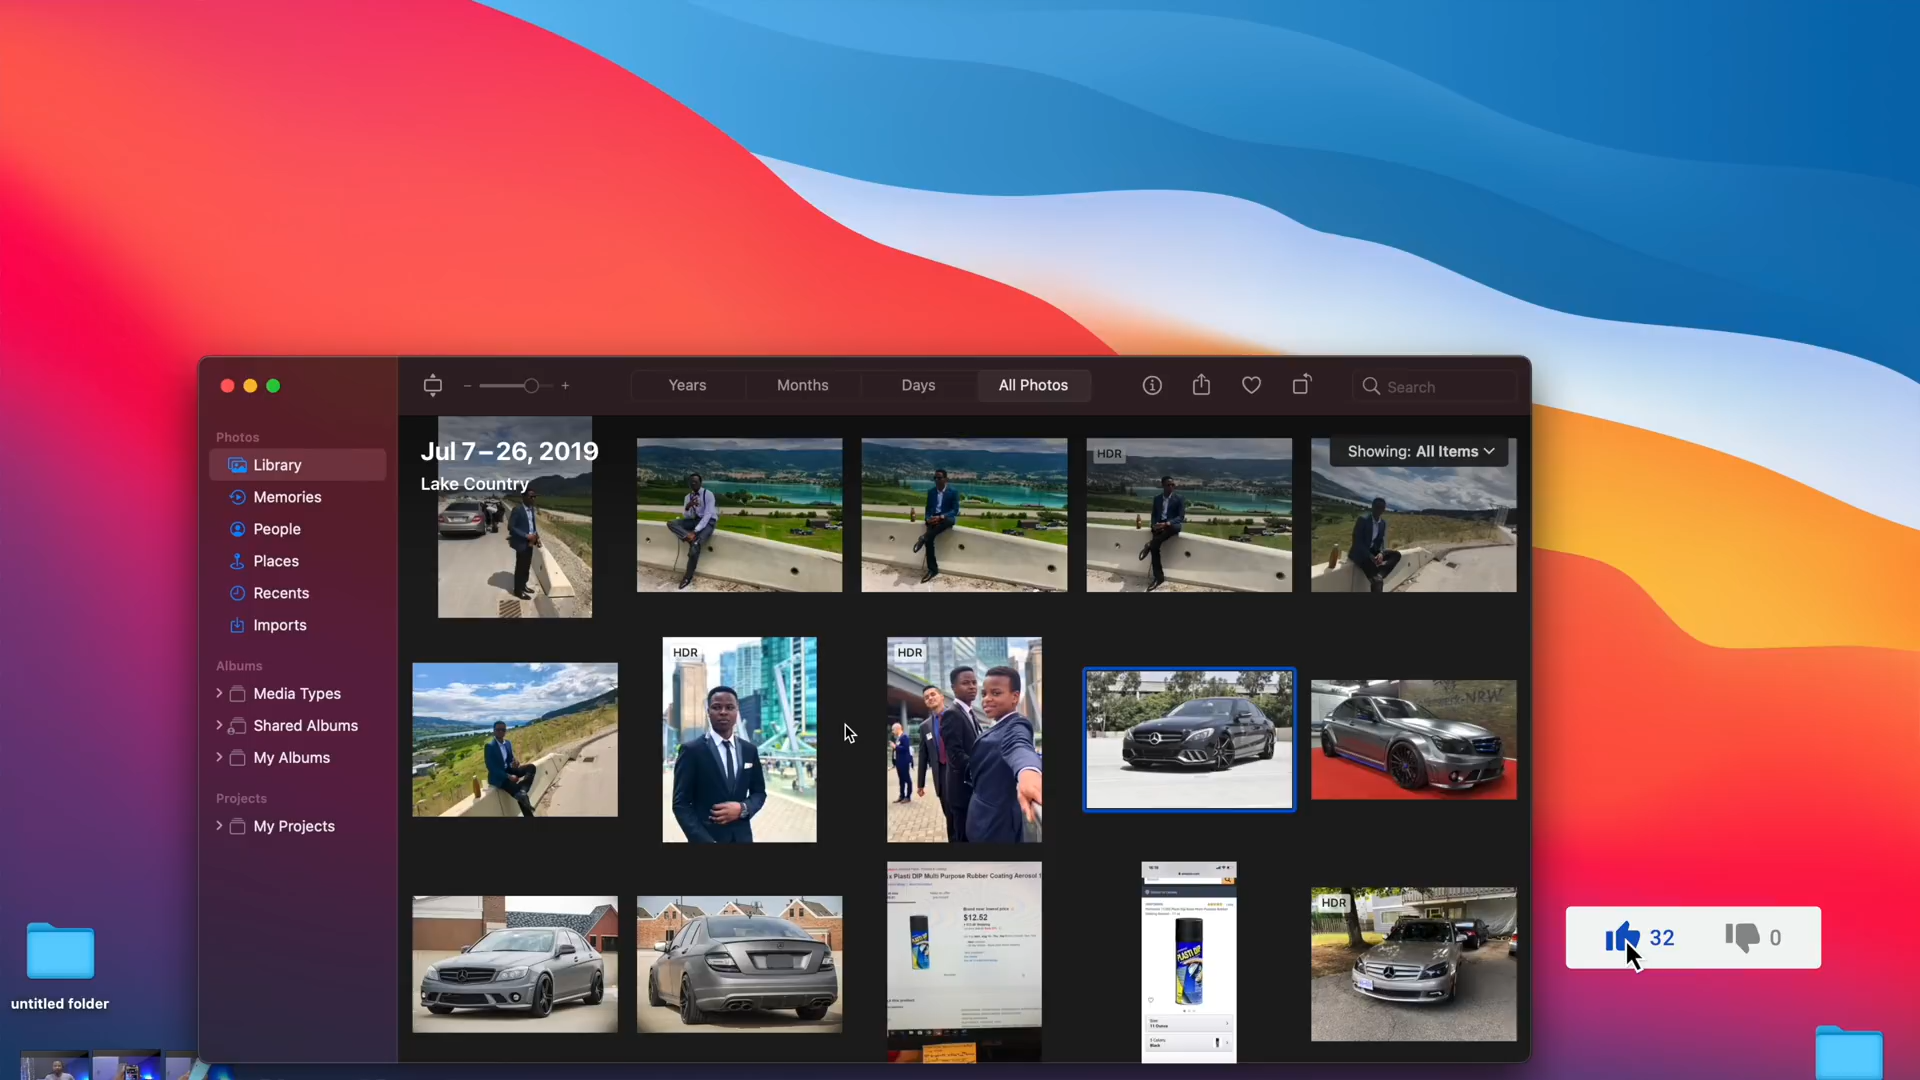 Years
Months
Days
All Photos
Search
Photos
Library
Memories
People
Places
Recents
Imports
Albums
Media Types
Shared Albums
My Albums
Projects
My Projects
Jul 7–26, 2019
Lake Country
HDR
Showing: All Items
HDR
HDR
Plasti DIP Multi Purpose Rubber Coating Aerosol
$12.52
PLASTI DIP
HDR
32
0
untitled folder